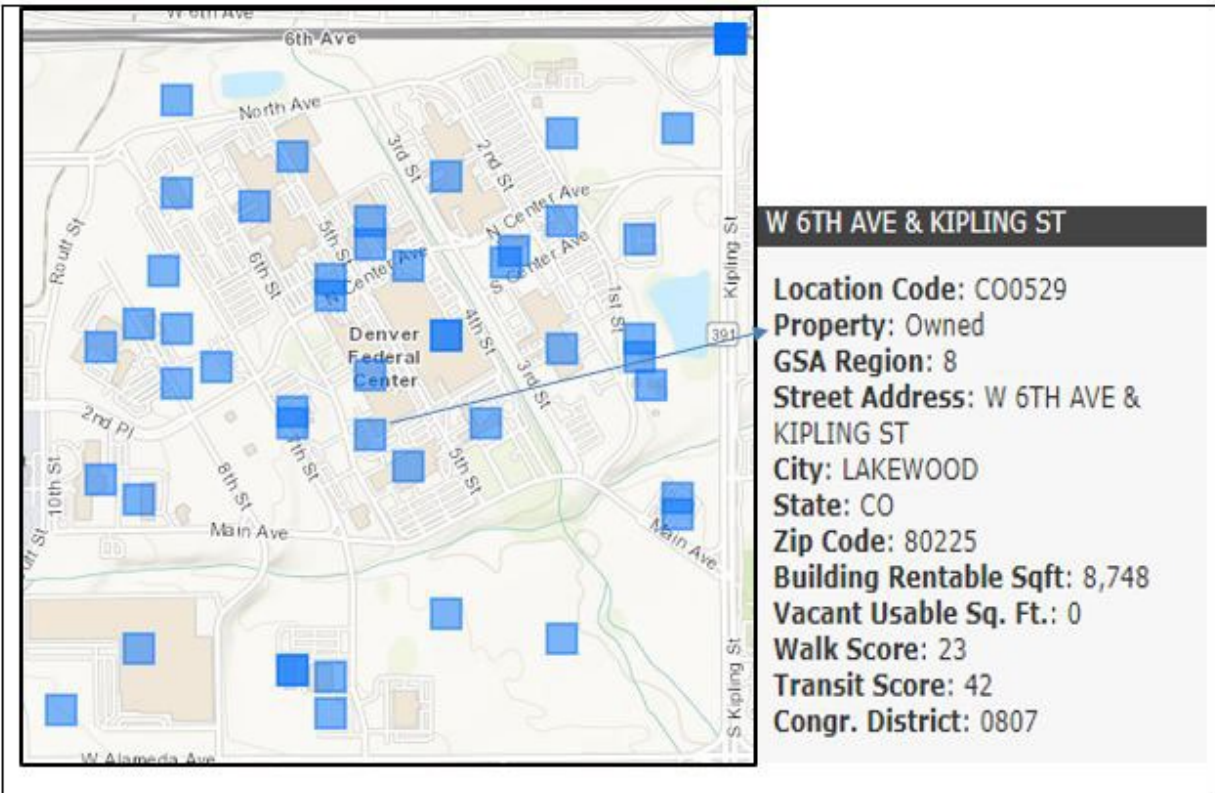 W 6th Ave
6th Ave
North Ave
3rd St
2nd St
N Center Ave
S Center Ave
Routt St
6th St
5th St
N Center Ave
Kipling St
1st St
391
Denver
Federal
Center
4th St
3rd St
2nd Pl
7th St
5th St
10th St
8th St
Main Ave
Main Ave
utt St
S Kipling St
W Alameda Ave
W 6TH AVE & KIPLING ST
Location Code: CO0529
Property: Owned
GSA Region: 8
Street Address: W 6TH AVE &
KIPLING ST
City: LAKEWOOD
State: CO
Zip Code: 80225
Building Rentable Sqft: 8,748
Vacant Usable Sq. Ft.: 0
Walk Score: 23
Transit Score: 42
Congr. District: 0807